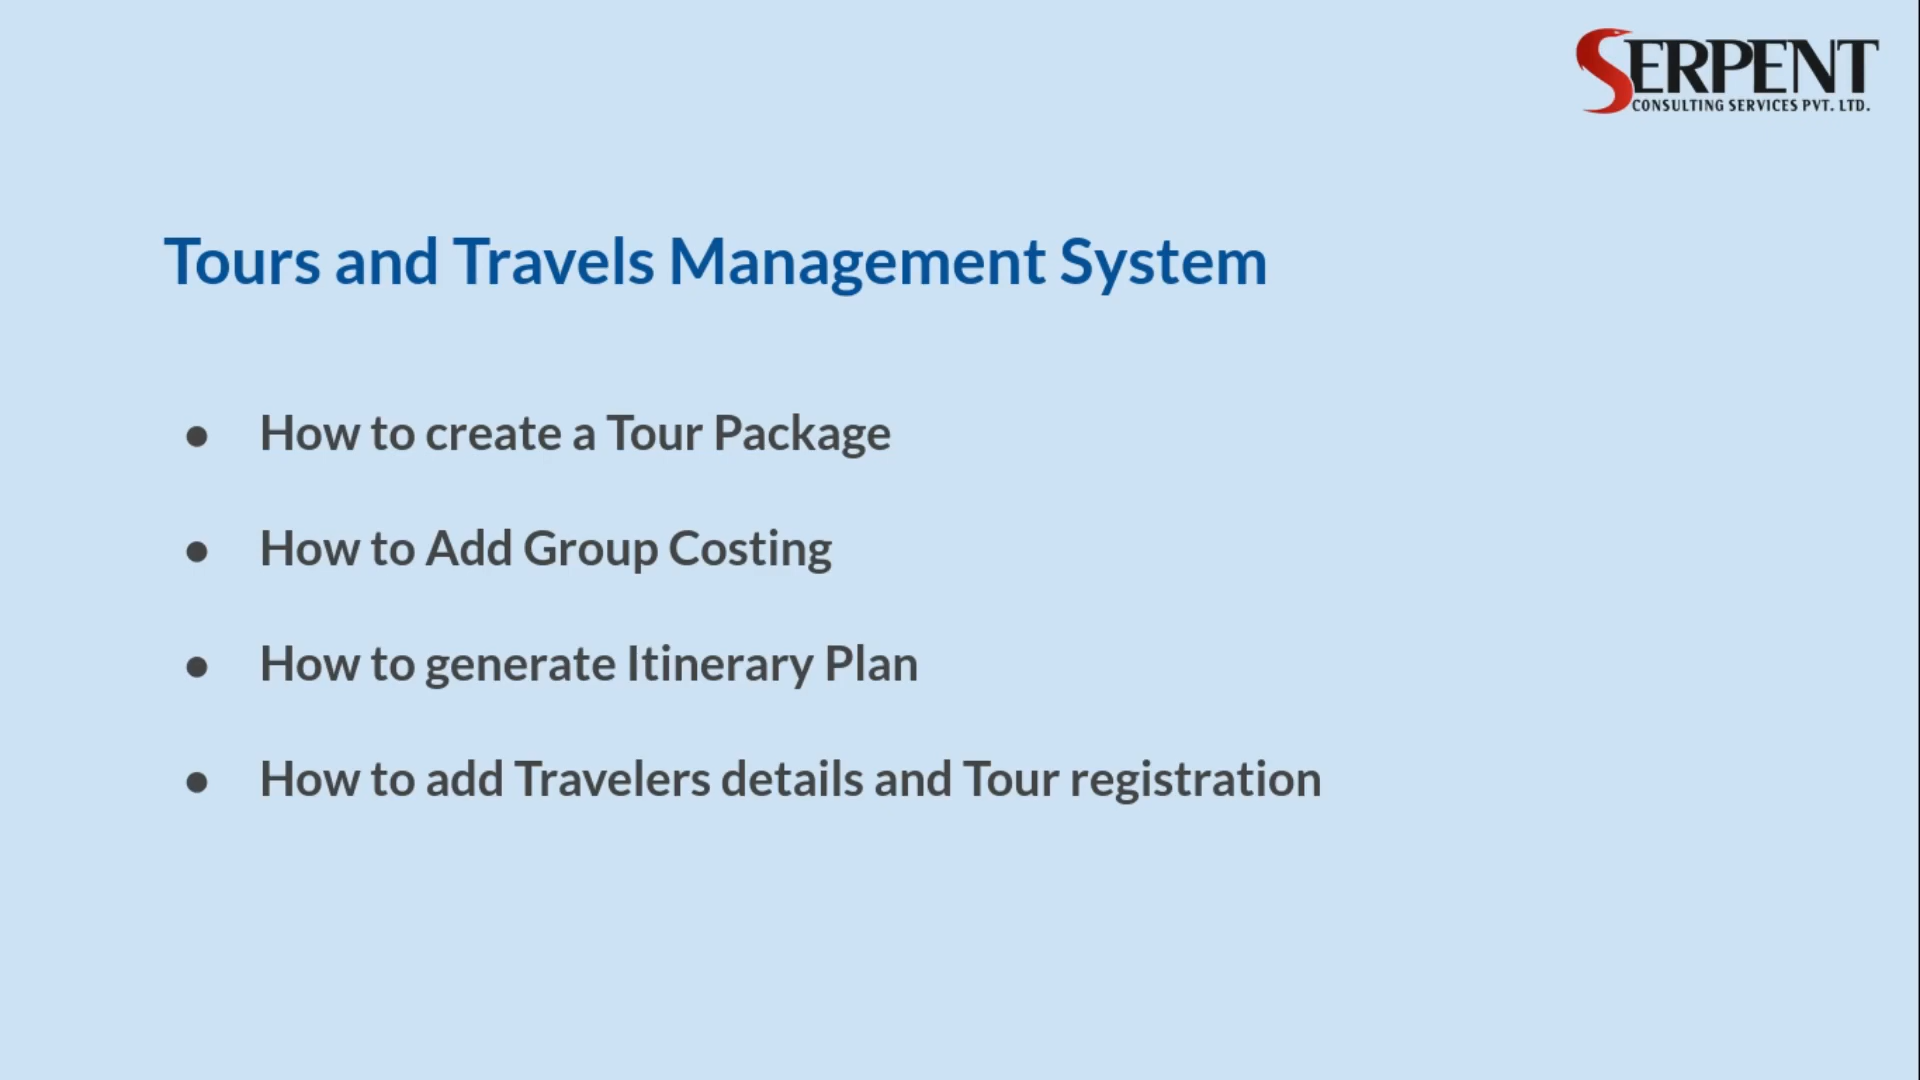 SERPENT
CONSULTING SERVICES PVT. LTD.
Tours and Travels Management System
● How to create a Tour Package
● How to Add Group Costing
● How to generate Itinerary Plan
● How to add Travelers details and Tour registration